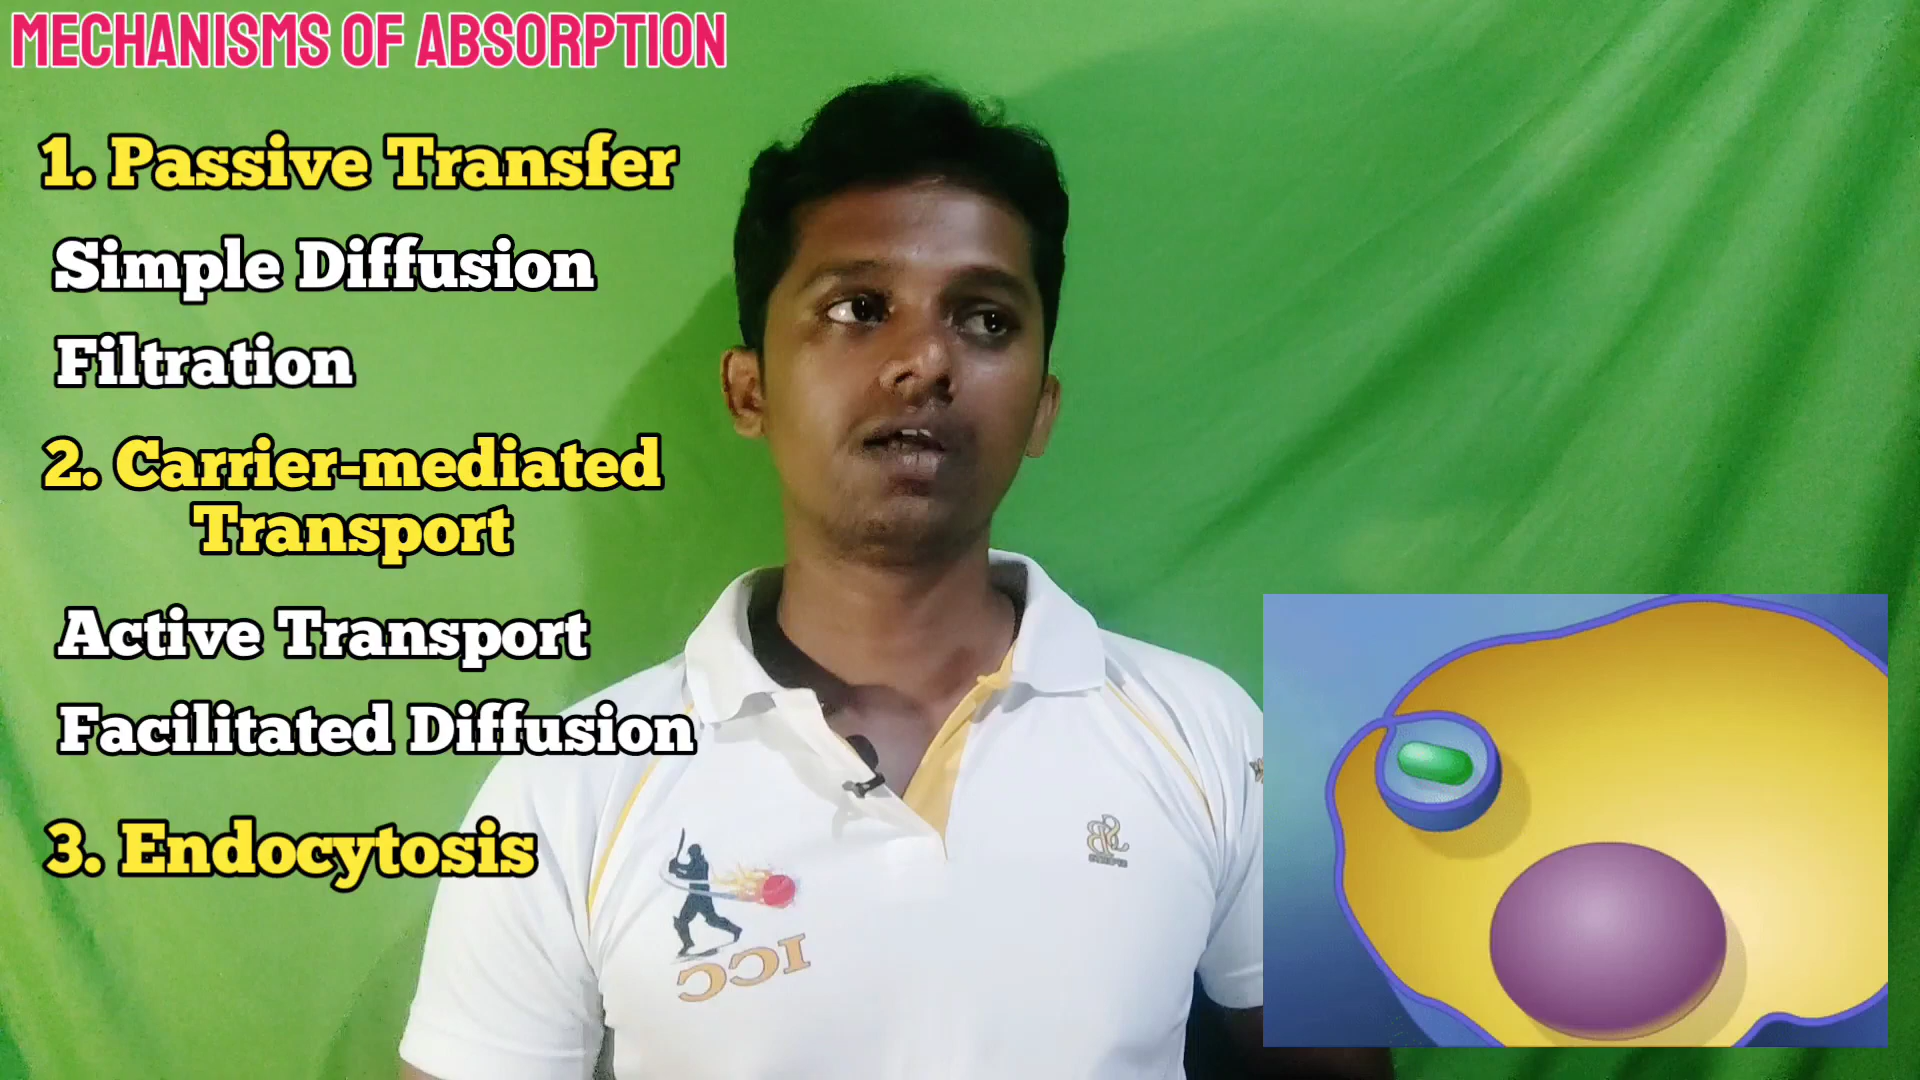 MECHANISMS OF ABSORPTION
1. Passive Transfer
Simple Diffusion
Filtration
2. Carrier-mediated
Transport
Active Transport
Facilitated Diffusion
3. Endocytosis
ICC